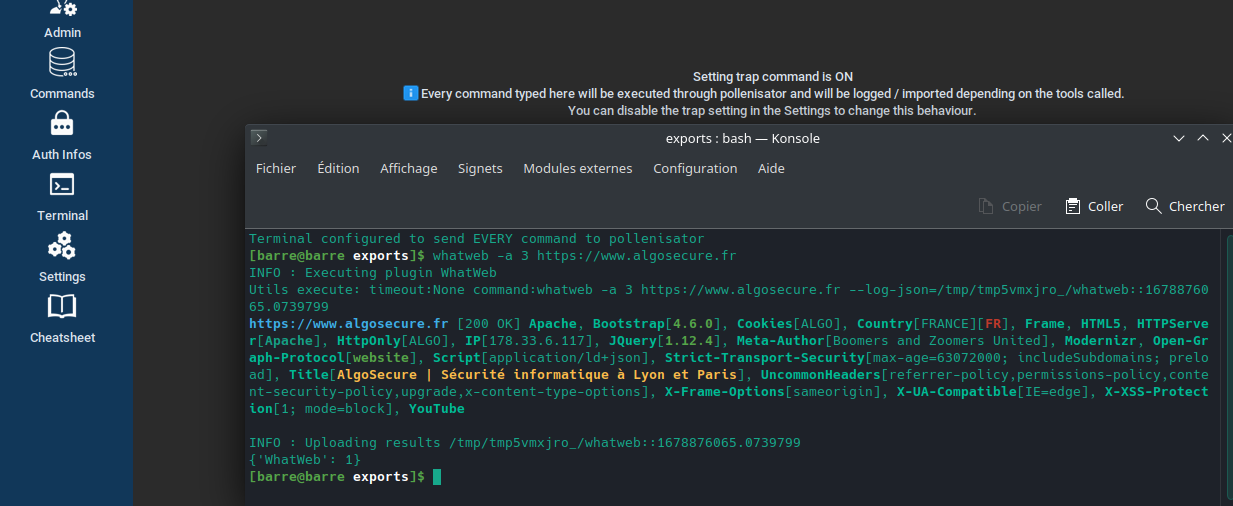 Admin
Commands
Auth Infos
Terminal
Settings
Cheatsheet
Setting trap command is ON
Every command typed here will be executed through pollenisator and will be logged / imported depending on the tools called.
You can disable the trap setting in the Settings to change this behaviour.
exports : bash — Konsole
Fichier Édition Affichage Signets Modules externes Configuration Aide
Copier Coller Chercher
Terminal configured to send EVERY command to pollenisator
[barre@barre exports]$ whatweb -a 3 https://www.algosecure.fr
INFO : Executing plugin WhatWeb
Utils execute: timeout:None command:whatweb -a 3 https://www.algosecure.fr --log-json=/tmp/tmp5vmxjro_/whatweb::16788760
65.0739799
https://www.algosecure.fr [200 OK] Apache, Bootstrap[4.6.0], Cookies[ALGO], Country[FRANCE][FR], Frame, HTML5, HTTPServe
r[Apache], HttpOnly[ALGO], IP[178.33.6.117], JQuery[1.12.4], Meta-Author[Boomers and Zoomers United], Modernizr, Open-Gr
aph-Protocol[website], Script[application/ld+json], Strict-Transport-Security[max-age=63072000; includeSubdomains; prelo
ad], Title[AlgoSecure | Sécurité informatique à Lyon et Paris], UncommonHeaders[referrer-policy,permissions-policy,conte
nt-security-policy,upgrade,x-content-type-options], X-Frame-Options[sameorigin], X-UA-Compatible[IE=edge], X-XSS-Protect
ion[1; mode=block], YouTube
INFO : Uploading results /tmp/tmp5vmxjro_/whatweb::1678876065.0739799
{'WhatWeb': 1}
[barre@barre exports]$